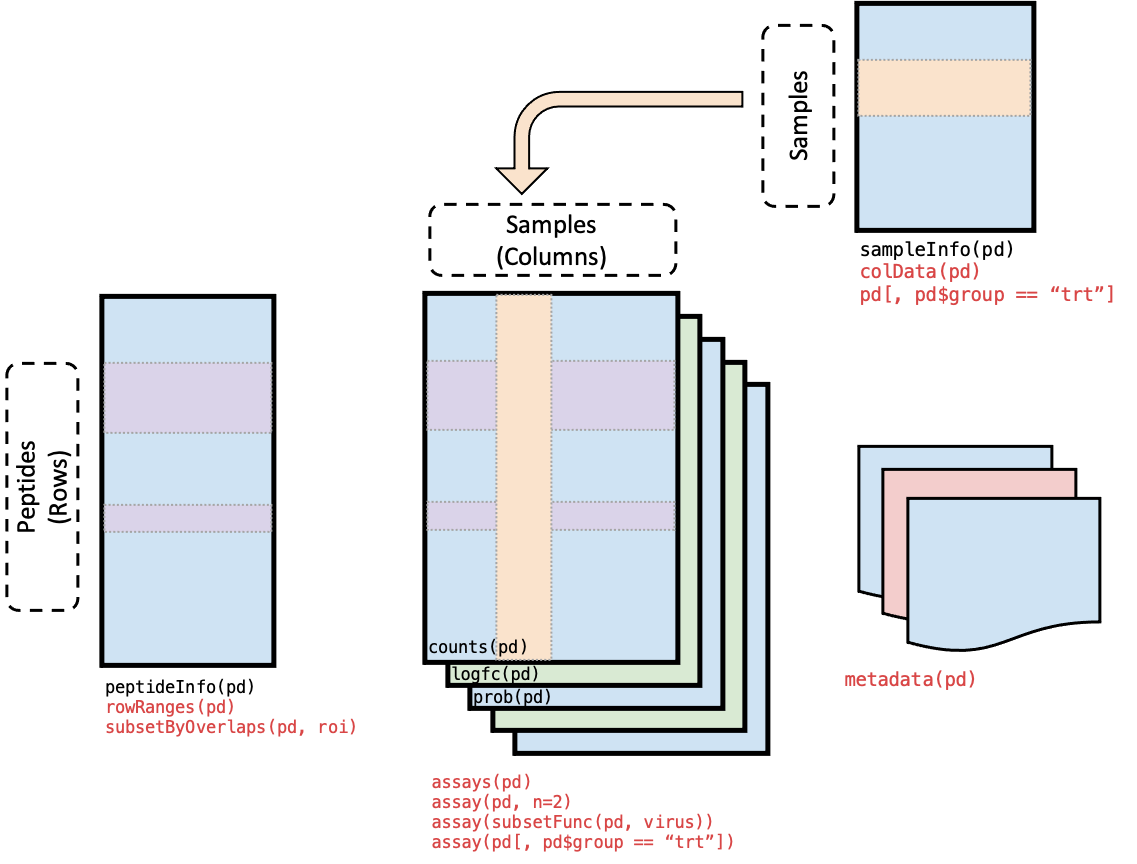 Samples
sampleInfo(pd)
colData(pd)
pd[, pd$group == “trt”]
Samples
(Columns)
Peptides
(Rows)
counts(pd)
logfc(pd)
prob(pd)
peptideInfo(pd)
rowRanges(pd)
subsetByOverlaps(pd, roi)
metadata(pd)
assays(pd)
assay(pd, n=2)
assay(subsetFunc(pd, virus))
assay(pd[, pd$group == “trt”])